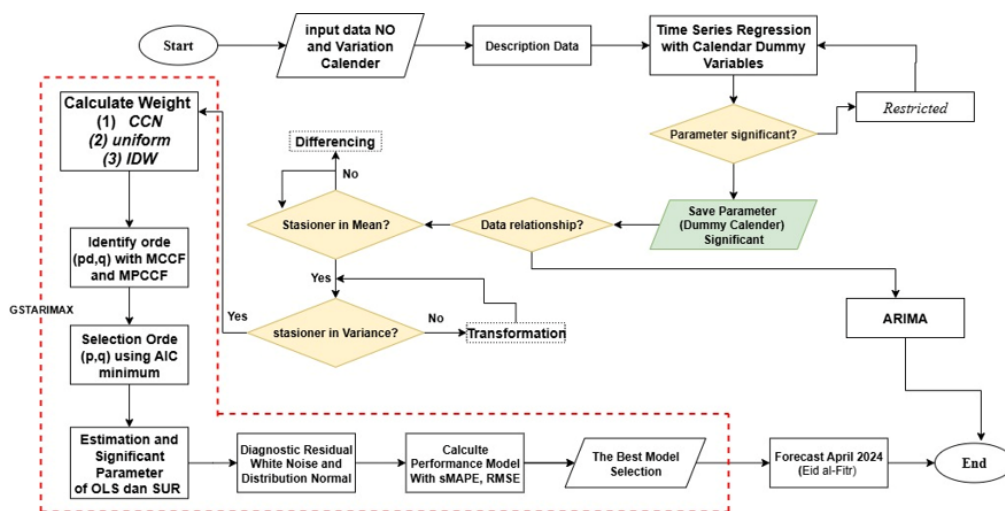 Start
input data NO
and Variation
Calender
Description Data
Time Series Regression
with Calendar Dummy
Variables
Restricted
Parameter significant?
Save Parameter
(Dummy Calender)
Significant
Data relationship?
ARIMA
Differencing
No
Stasioner in Mean?
Yes
stasioner in Variance?
No
Transformation
Yes
Calculate Weight
(1) CCN
(2) uniform
(3) IDW
Identify orde
(pd,q) with MCCF
and MPCCF
GSTARIMAX
Selection Orde
(p,q) using AIC
minimum
Estimation and
Significant
Parameter
of OLS dan SUR
Diagnostic Residual
White Noise and
Distribution Normal
Calculte
Performance Model
With sMAPE, RMSE
The Best Model
Selection
Forecast April 2024
(Eid al-Fitr)
End